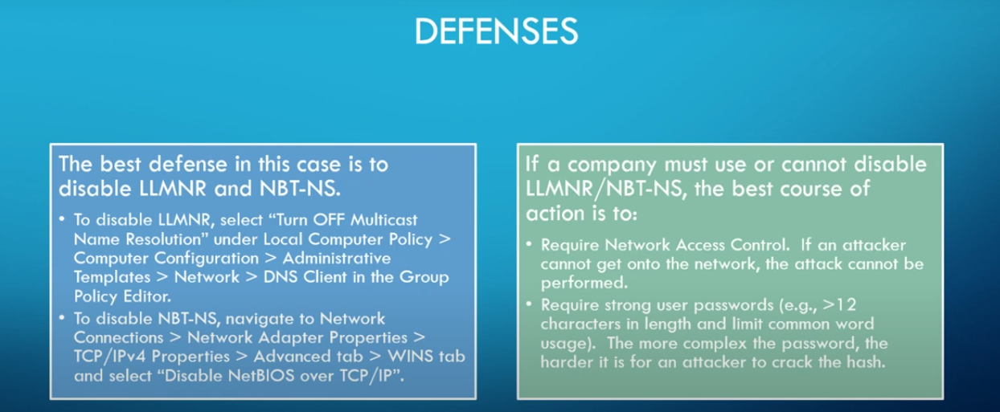 DEFENSES
The best defense in this case is to
disable LLMNR and NBT-NS.
• To disable LLMNR, select “Turn OFF Multicast
Name Resolution” under Local Computer Policy >
Computer Configuration > Administrative
Templates > Network > DNS Client in the Group
Policy Editor.
• To disable NBT-NS, navigate to Network
Connections > Network Adapter Properties >
TCP/IPv4 Properties > Advanced tab > WINS tab
and select “Disable NetBIOS over TCP/IP”.
If a company must use or cannot disable
LLMNR/NBT-NS, the best course of
action is to:
• Require Network Access Control.  If an attacker
cannot get onto the network, the attack cannot be
performed.
• Require strong user passwords (e.g., >12
characters in length and limit common word
usage).  The more complex the password, the
harder it is for an attacker to crack the hash.